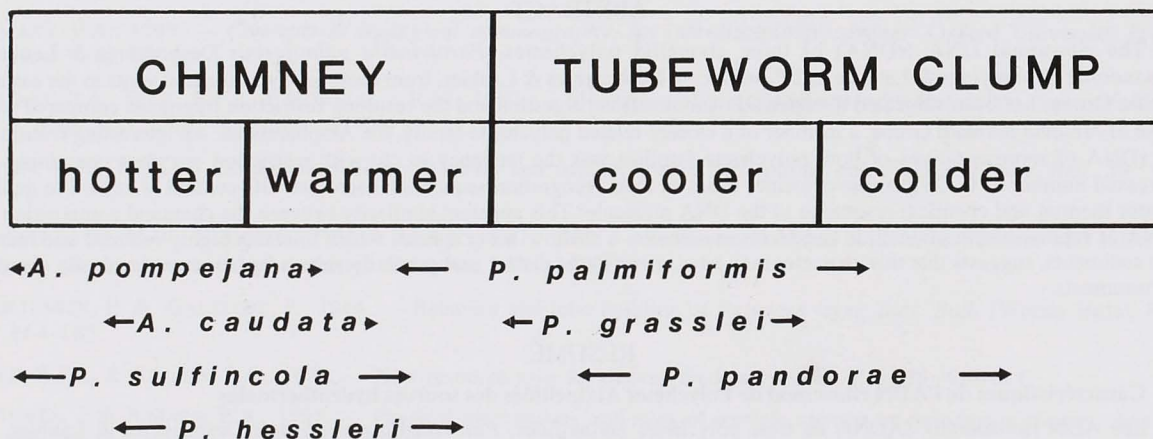 CHIMNEY TUBEWORM CLUMP
hotter warmer cooler colder
A. pompejana P. palmiformis
A. caudata P. grasslei
P. sulfincola P. pandorae
P. hessleri